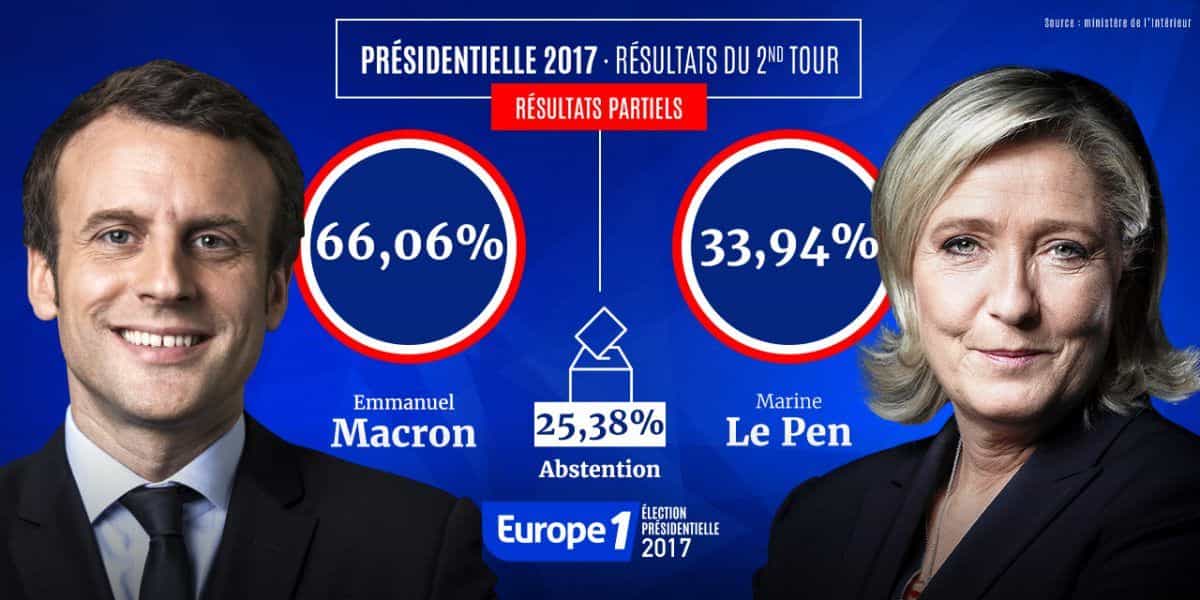 Source : ministère de l'Intérieur
PRÉSIDENTIELLE 2017 · RÉSULTATS DU 2ND TOUR
RÉSULTATS PARTIELS
66,06%
33,94%
Emmanuel
Macron
Marine
Le Pen
25,38%
Abstention
Europe 1
ÉLECTION
PRÉSIDENTIELLE
2017